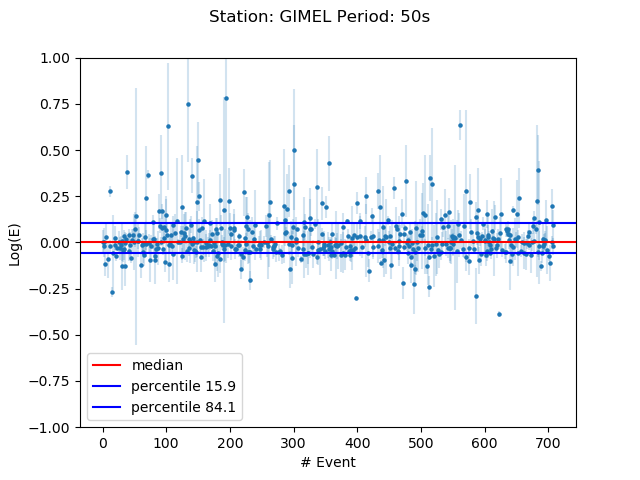 Station: GIMEL Period: 50s
1.00
0.75
0.50
0.25
0.00
−0.25
−0.50
−0.75
−1.00
Log(E)
median
percentile 15.9
percentile 84.1
0 100 200 300 400 500 600 700
# Event